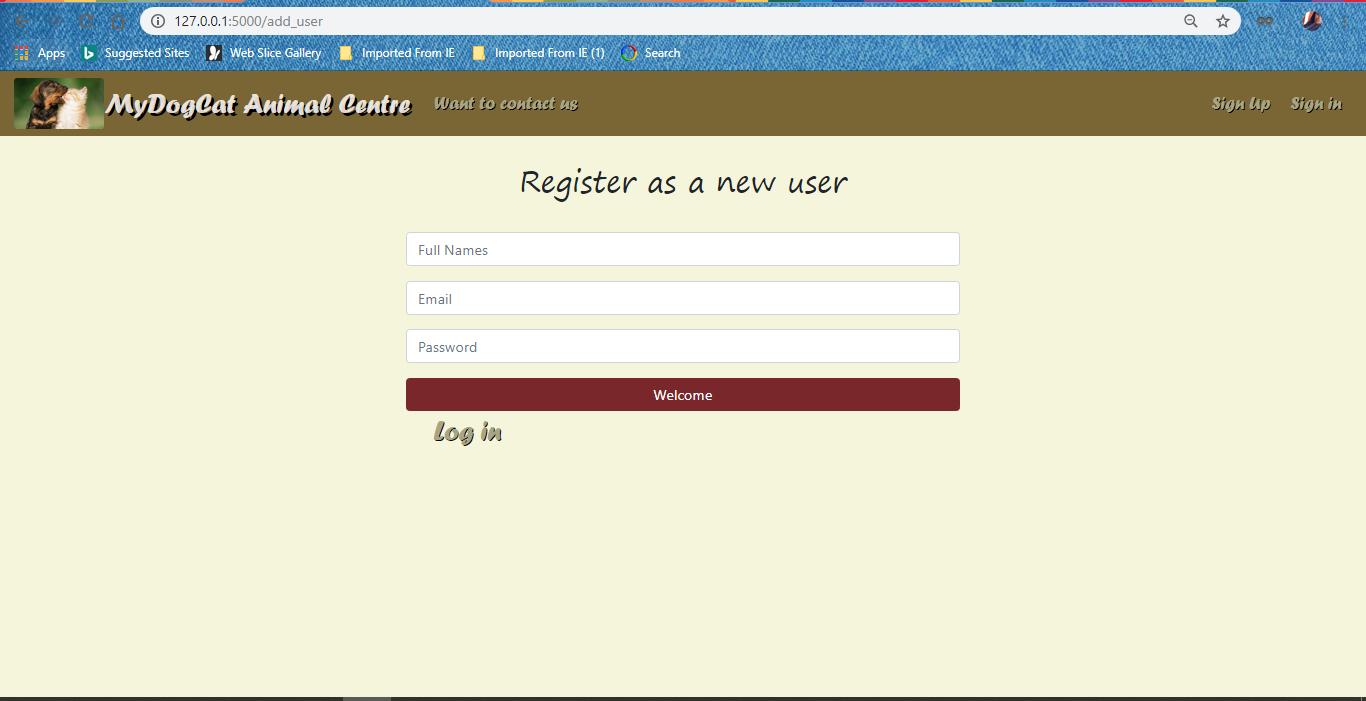 127.0.0.1:5000/add_user
Apps Suggested Sites Web Slice Gallery Imported From IE Imported From IE (1) Search
MyDogCat Animal Centre Want to contact us Sign Up Sign in
Register as a new user
Full Names
Email
Password
Welcome
Log in